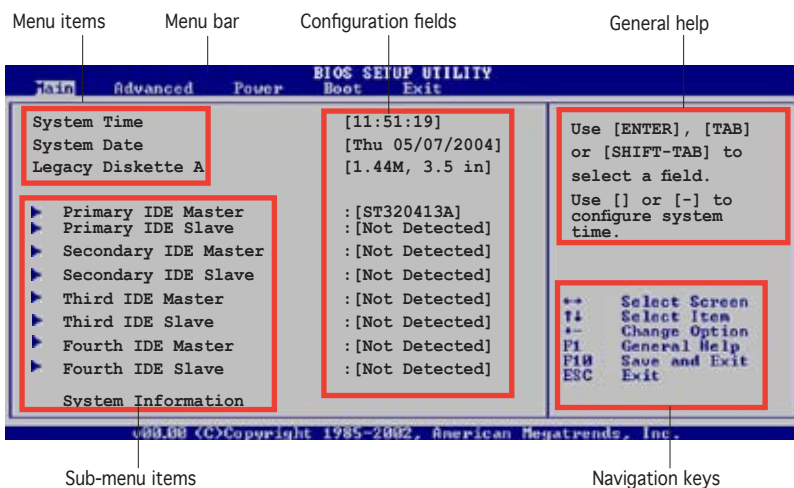 Menu items Menu bar Configuration fields General help
BIOS SETUP UTILITY
Main Advanced Power Boot Exit
System Time [11:51:19]
System Date [Thu 05/07/2004]
Legacy Diskette A [1.44M, 3.5 in]
Primary IDE Master :[ST320413A]
Primary IDE Slave :[Not Detected]
Secondary IDE Master :[Not Detected]
Secondary IDE Slave :[Not Detected]
Third IDE Master :[Not Detected]
Third IDE Slave :[Not Detected]
Fourth IDE Master :[Not Detected]
Fourth IDE Slave :[Not Detected]
System Information
Use [ENTER], [TAB]
or [SHIFT-TAB] to
select a field.
Use [] or [-] to
configure system
time.
↔ Select Screen
↑↓ Select Item
+- Change Option
F1 General Help
F10 Save and Exit
ESC Exit
v00.00 (C)Copyright 1985-2002, American Megatrends, Inc.
Sub-menu items Navigation keys